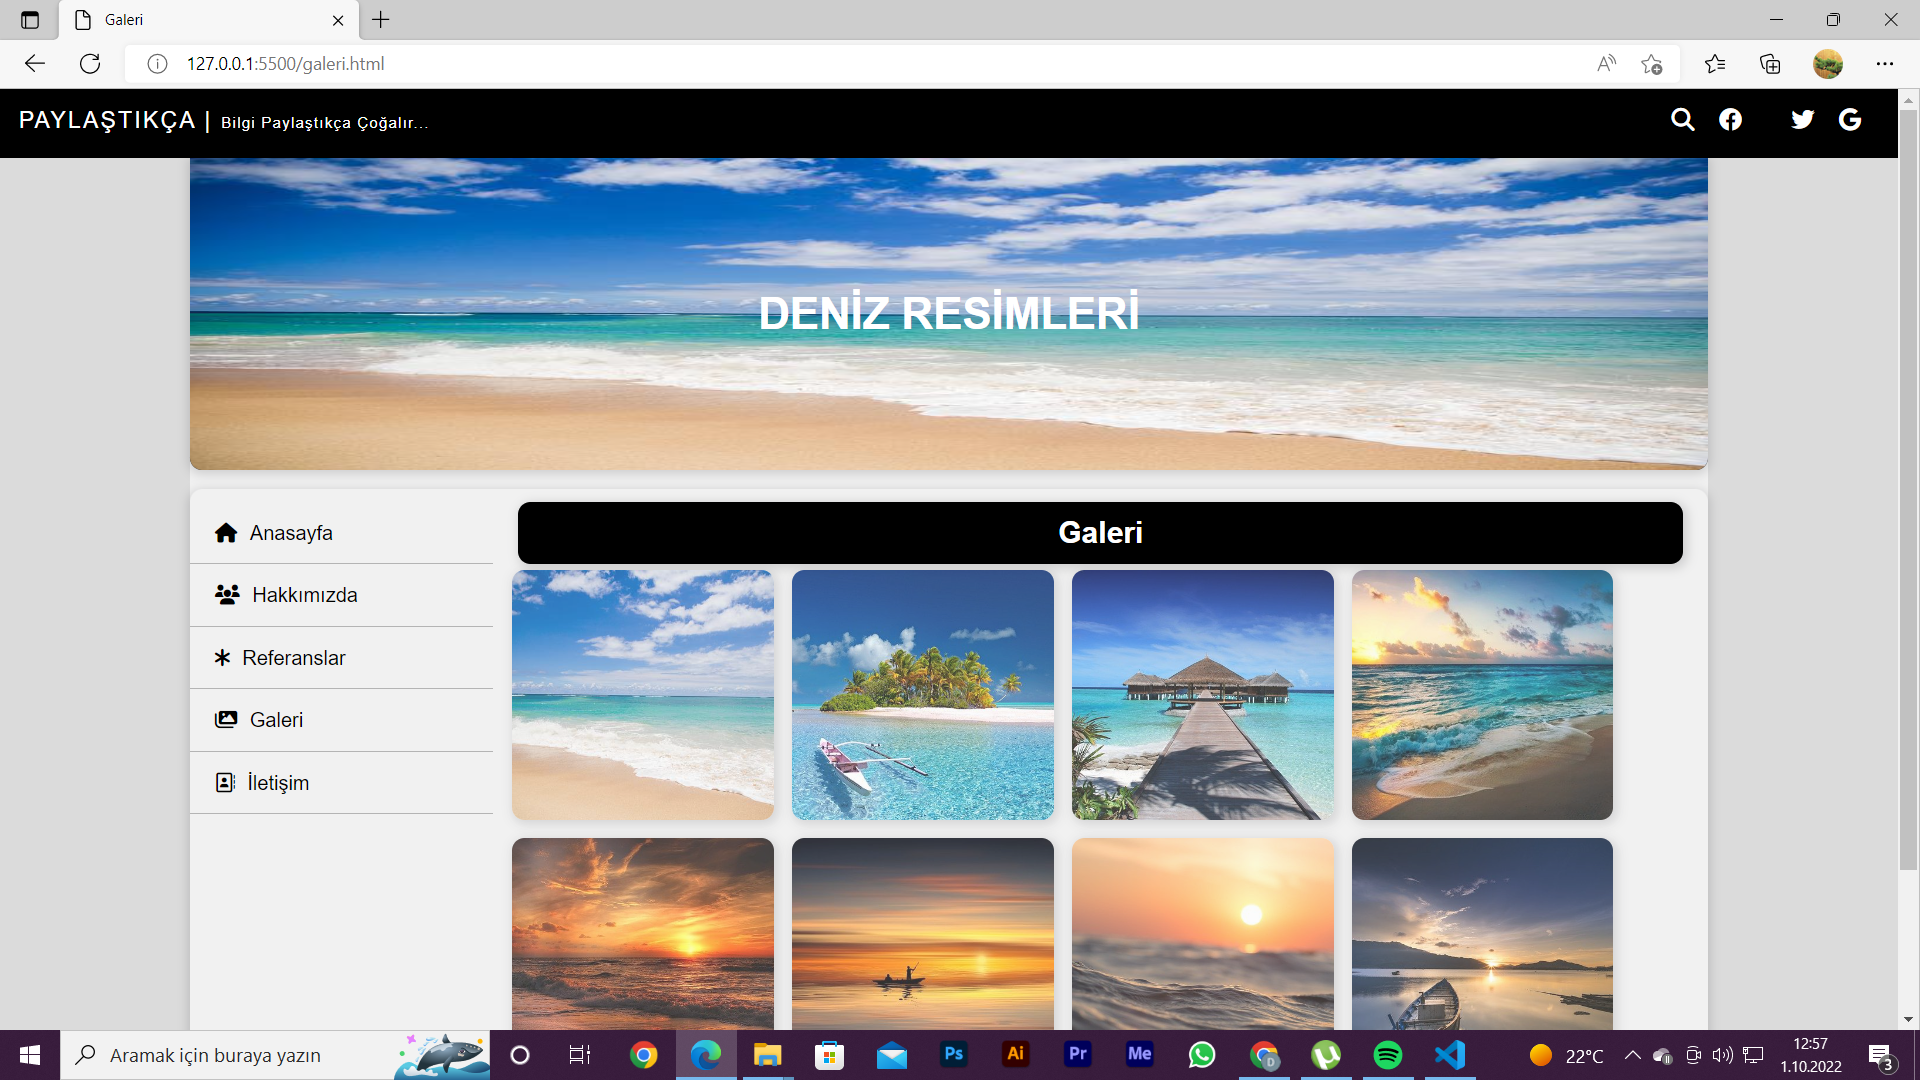 Galeri
127.0.0.1:5500/galeri.html
PAYLAŞTIKÇA | Bilgi Paylaştıkça Çoğalır...
DENİZ RESİMLERİ
Anasayfa
Hakkımızda
Referanslar
Galeri
İletişim
Galeri
Aramak için buraya yazın
Ps
Ai
Pr
Me
D
22°C
12:57
1.10.2022
3